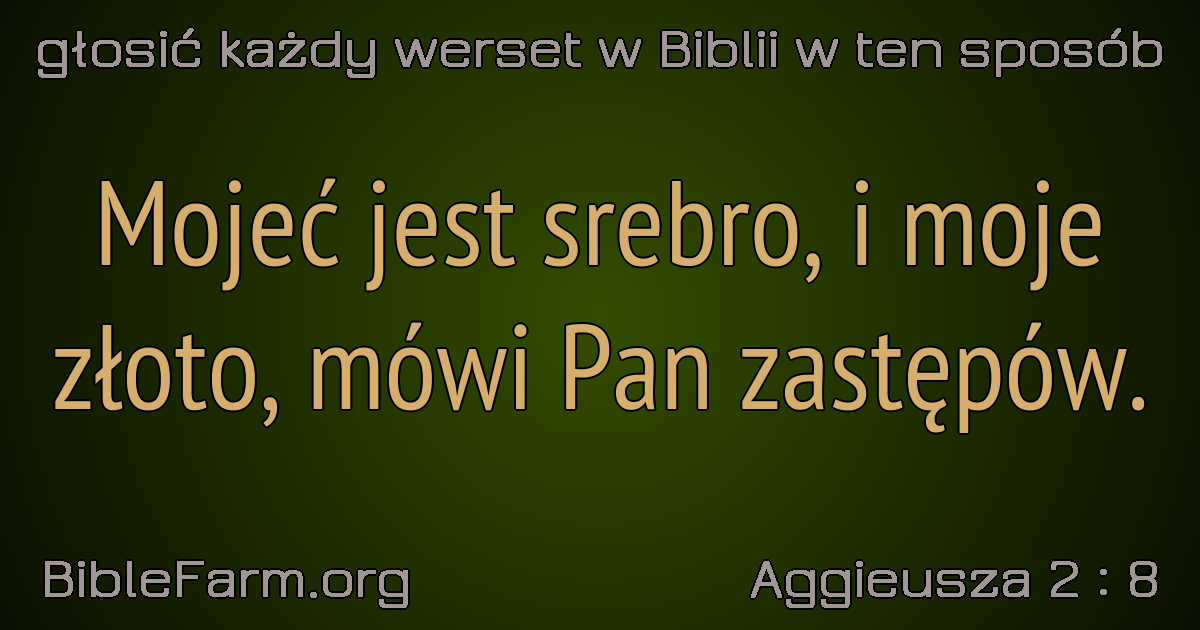 głosić każdy werset w Biblii w ten sposób
Mojeć jest srebro, i moje
złoto, mówi Pan zastępów.
BibleFarm.org
Aggieusza 2 : 8